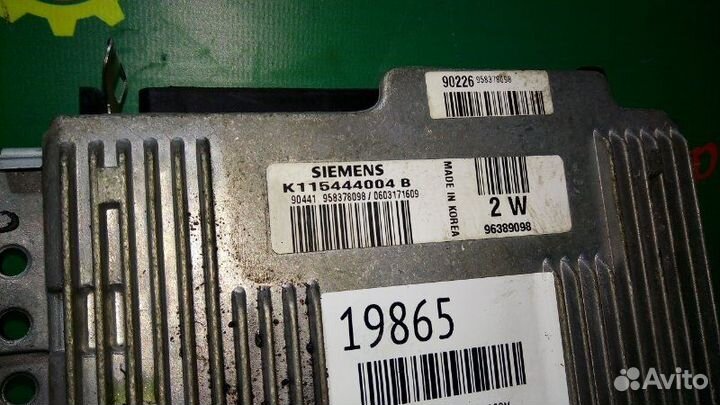 90226 958378098
SIEMENS
K115444004 B
90441 958378098 / 0603171609
MADE IN KOREA
2 W
96389098
19865
Avito